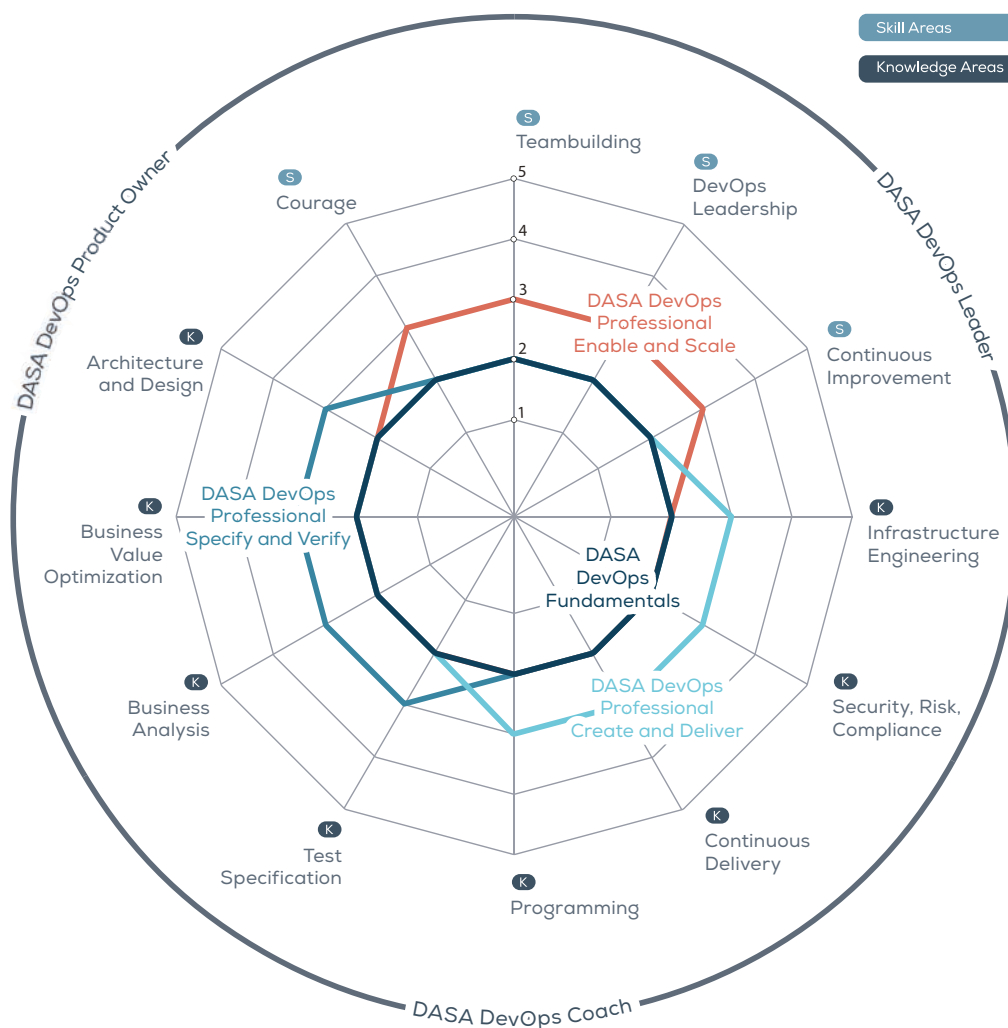 Skill Areas
Knowledge Areas
S
Teambuilding
S
DevOps
Leadership
S
Courage
5
4
3
2
1
DASA DevOps Product Owner
DASA DevOps Leader
DASA DevOps
Professional
Enable and Scale
S
Continuous
Improvement
K
Architecture
and Design
K
Business
Value
Optimization
DASA DevOps
Professional
Specify and Verify
K
Infrastructure
Engineering
DASA
DevOps
Fundamentals
K
Business
Analysis
DASA DevOps
Professional
Create and Deliver
K
Security, Risk,
Compliance
K
Test
Specification
K
Continuous
Delivery
K
Programming
DASA DevOps Coach